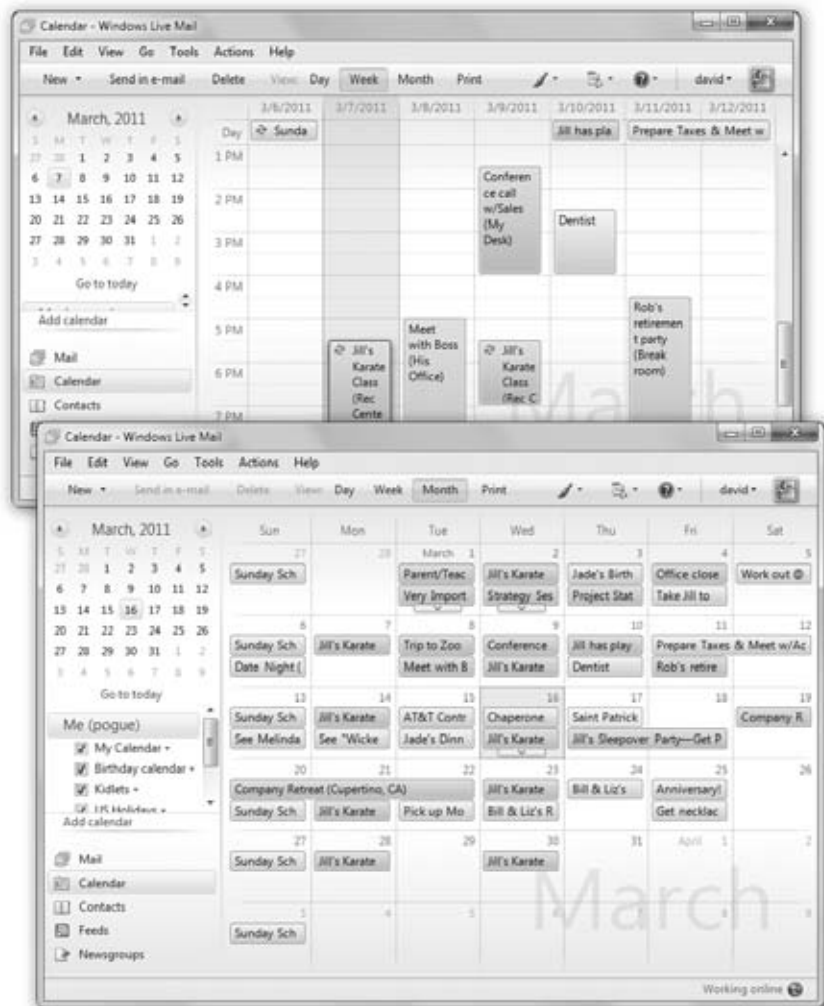 Calendar - Windows Live Mail
File Edit View Go Tools Actions Help
New Send in e-mail Delete View: Day Week Month Print david
March, 2011
S M T W T F S
27 28 1 2 3 4 5
6 7 8 9 10 11 12
13 14 15 16 17 18 19
20 21 22 23 24 25 26
27 28 29 30 31 1 2
3 4 5 6 7 8 9
Go to today
Add calendar
Mail
Calendar
Contacts
3/6/2011 3/7/2011 3/8/2011 3/9/2011 3/10/2011 3/11/2011 3/12/2011
Day Sunda Jill has pla Prepare Taxes & Meet w
1 PM
2 PM
3 PM
4 PM
5 PM
6 PM
7 PM
Conferen
ce call
w/Sales
(My
Desk)
Dentist
Rob's
retiremen
t party
(Break
room)
Meet
with Boss
(His
Office)
Jill's
Karate
Class
(Rec
Cente
Jill's
Karate
Class
(Rec C
March
Calendar - Windows Live Mail
File Edit View Go Tools Actions Help
New Send in e-mail Delete View: Day Week Month Print david
March, 2011
S M T W T F S
27 28 1 2 3 4 5
6 7 8 9 10 11 12
13 14 15 16 17 18 19
20 21 22 23 24 25 26
27 28 29 30 31 1 2
3 4 5 6 7 8 9
Go to today
Me (pogue)
My Calendar
Birthday calendar
Kidlets
US Holidays
Add calendar
Mail
Calendar
Contacts
Feeds
Newsgroups
Sun Mon Tue Wed Thu Fri Sat
27 28 March 1 2 3 4 5
Sunday Sch Parent/Teac Jill's Karate Jade's Birth Office close Work out @
Very Import Strategy Ses Project Stat Take Jill to
6 7 8 9 10 11 12
Sunday Sch Jill's Karate Trip to Zoo Conference Jill has play Prepare Taxes & Meet w/Ac
Date Night ( Meet with B Jill's Karate Dentist Rob's retire
13 14 15 16 17 18 19
Sunday Sch Jill's Karate AT&T Contr Chaperone Saint Patrick Company R
See Melinda See "Wicke Jade's Dinn Jill's Karate Jill's Sleepover Party—Get P
20 21 22 23 24 25 26
Company Retreat (Cupertino, CA) Jill's Karate Bill & Liz's Anniversary!
Sunday Sch Jill's Karate Pick up Mo Bill & Liz's R Get necklac
27 28 29 30 31 April 1 2
Sunday Sch Jill's Karate Jill's Karate
3 4 5 6 7 8 9
Sunday Sch
March
Working online